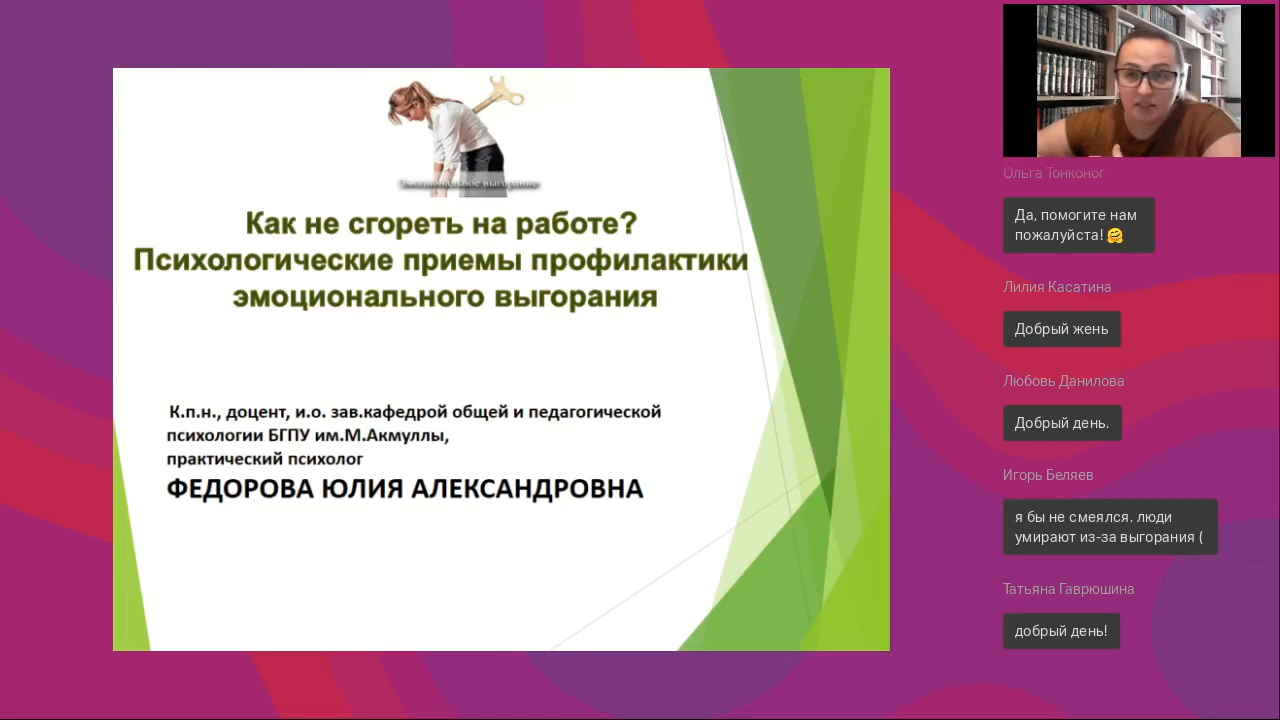 Эмоциональное выгорание
Как не сгореть на работе?
Психологические приемы профилактики
эмоционального выгорания
К.п.н., доцент, и.о. зав.кафедрой общей и педагогической
психологии БГПУ им.М.Акмуллы,
практический психолог
ФЕДОРОВА ЮЛИЯ АЛЕКСАНДРОВНА
Ольга Тонконог
Да, помогите нам
пожалуйста! 🤗
Лилия Касатина
Добрый жень
Любовь Данилова
Добрый день.
Игорь Беляев
я бы не смеялся. люди
умирают из-за выгорания (
Татьяна Гаврюшина
добрый день!